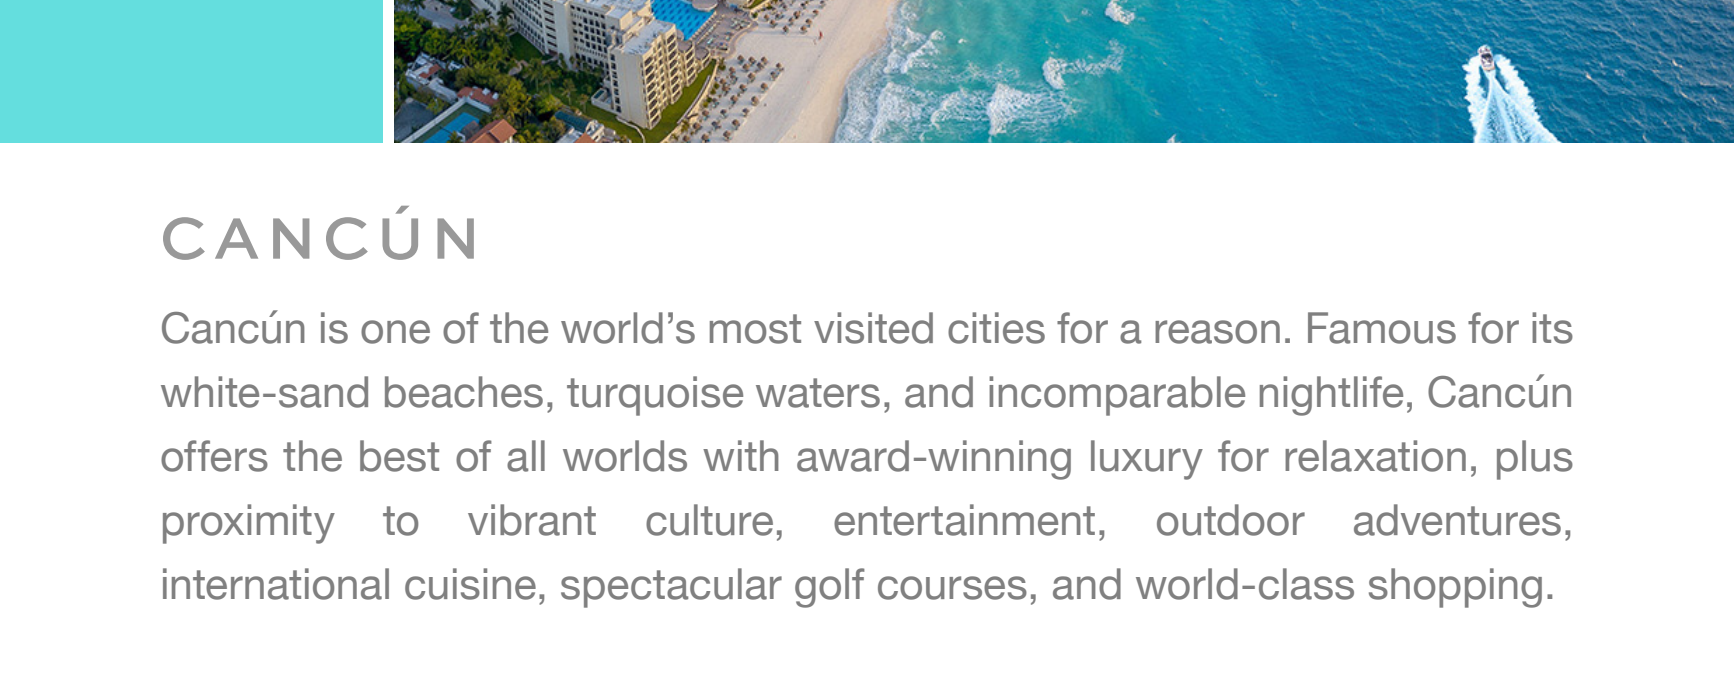 CANCÚN
Cancún is one of the world’s most visited cities for a reason. Famous for its
white-sand beaches, turquoise waters, and incomparable nightlife, Cancún
offers the best of all worlds with award-winning luxury for relaxation, plus
proximity to vibrant culture, entertainment, outdoor adventures,
international cuisine, spectacular golf courses, and world-class shopping.